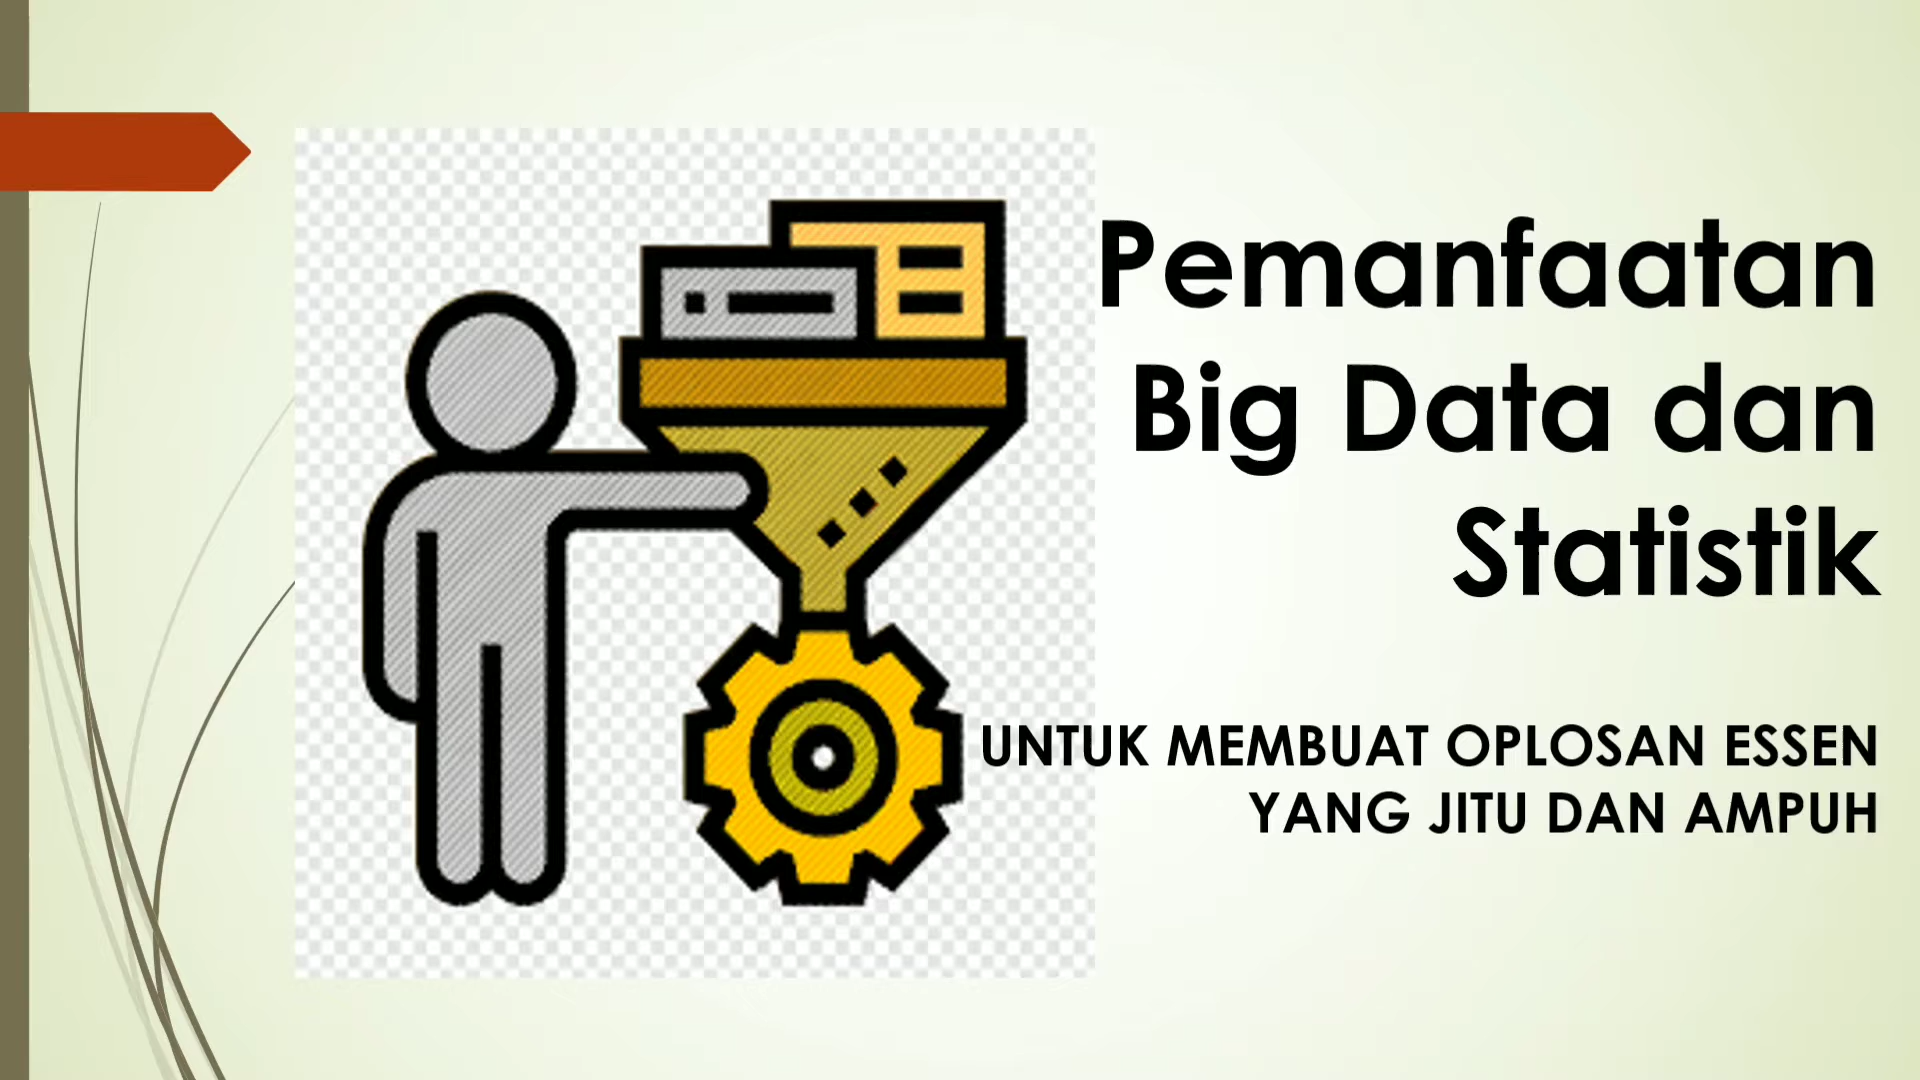 Pemanfaatan
Big Data dan
Statistik
UNTUK MEMBUAT OPLOSAN ESSEN
YANG JITU DAN AMPUH